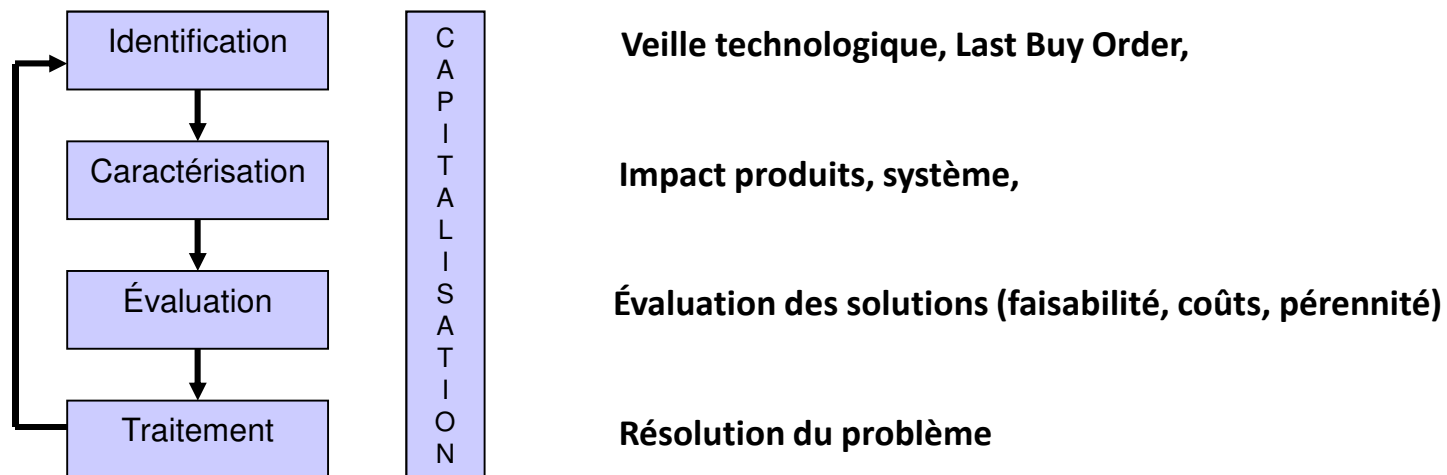 Identification
Veille technologique, Last Buy Order,
Caractérisation
Impact produits, système,
Évaluation
Évaluation des solutions (faisabilité, coûts, pérennité)
Traitement
Résolution du problème
C
A
P
I
T
A
L
I
S
A
T
I
O
N